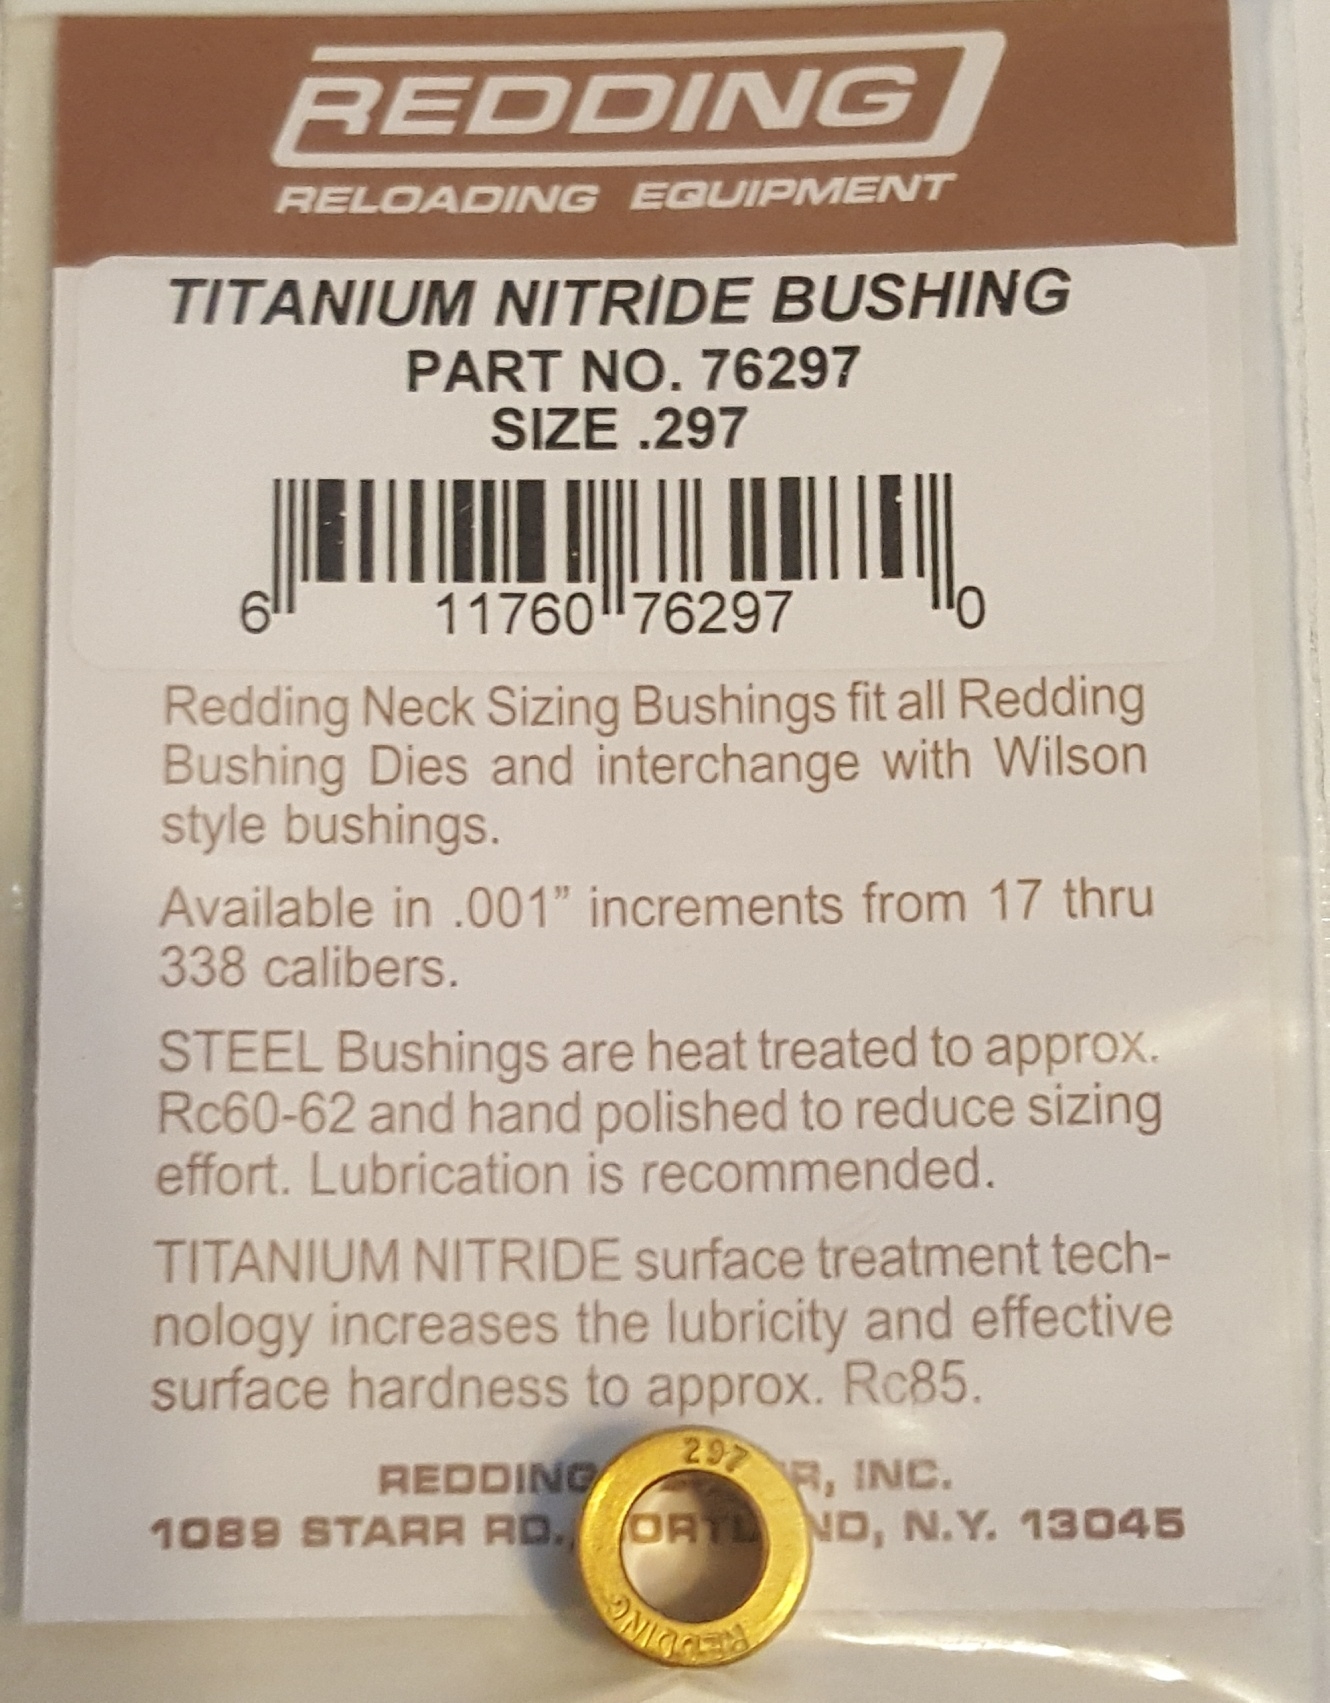 REDDING
RELOADING EQUIPMENT
TITANIUM NITRIDE BUSHING
PART NO. 76297
SIZE .297
6 11760 76297 0
Redding Neck Sizing Bushings fit all Redding
Bushing Dies and interchange with Wilson
style bushings.
Available in .001” increments from 17 thru
338 calibers.
STEEL Bushings are heat treated to approx.
Rc60-62 and hand polished to reduce sizing
effort. Lubrication is recommended.
TITANIUM NITRIDE surface treatment tech-
nology increases the lubricity and effective
surface hardness to approx. Rc85.
297
REDDING R, INC.
1089 STARR RD., ORTLAND, N.Y. 13045
REDDING